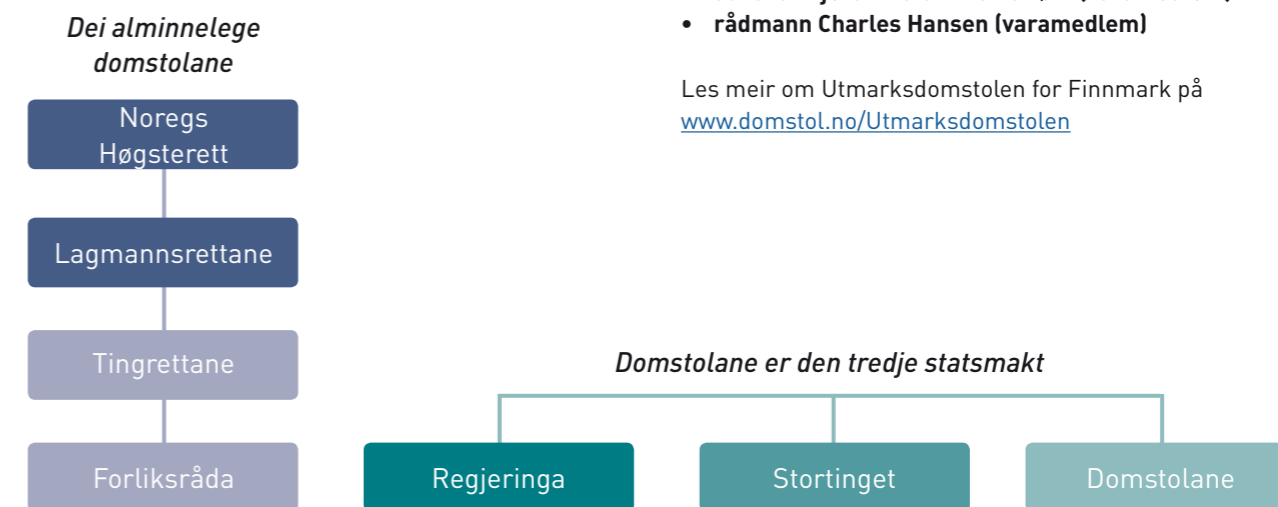 • rådmann Charles Hansen (varamedlem)
Les meir om Utmarksdomstolen for Finnmark på
www.domstol.no/Utmarksdomstolen
Dei alminnelege
domstolane
Noregs
Høgsterett
Lagmannsrettane
Tingrettane
Forliksråda
Domstolane er den tredje statsmakt
Regjeringa
Stortinget
Domstolane